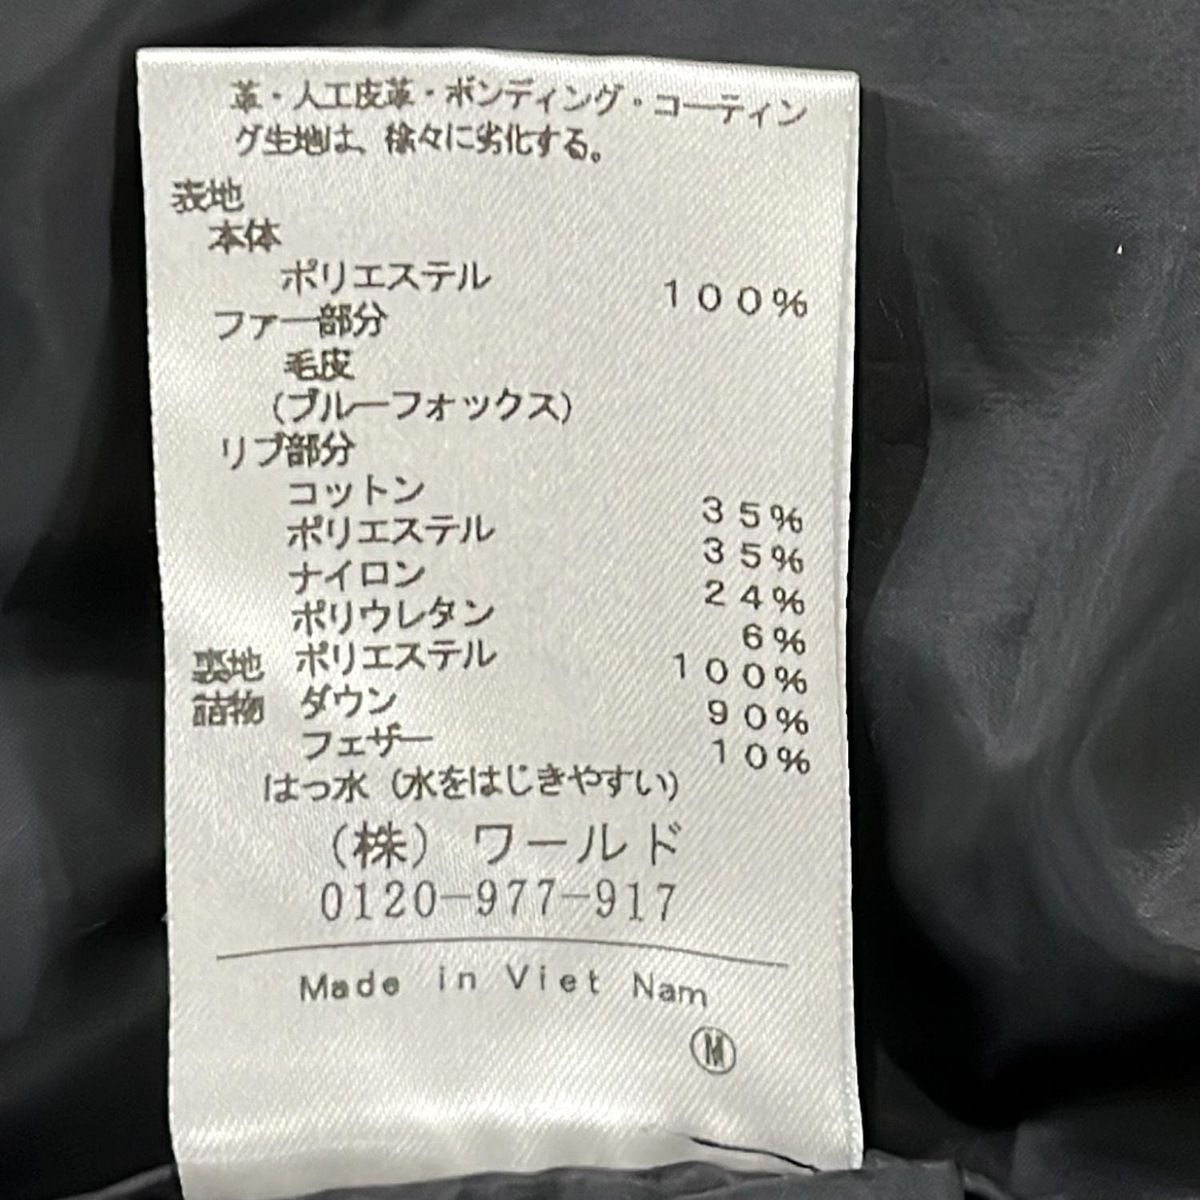 革・人工皮革・ボンディング・コーティン
グ生地は、徐々に劣化する。
表地
本体
ポリエステル 100%
ファー部分
毛皮
(ブルーフォックス)
リブ部分
コットン 35%
ポリエステル 35%
ナイロン 24%
ポリウレタン 6%
裏地 ポリエステル 100%
詰物 ダウン 90%
フェザー 10%
はっ水(水をはじきやすい)
(株)ワールド
0120-977-917
Made in Viet Nam
Ⓜ